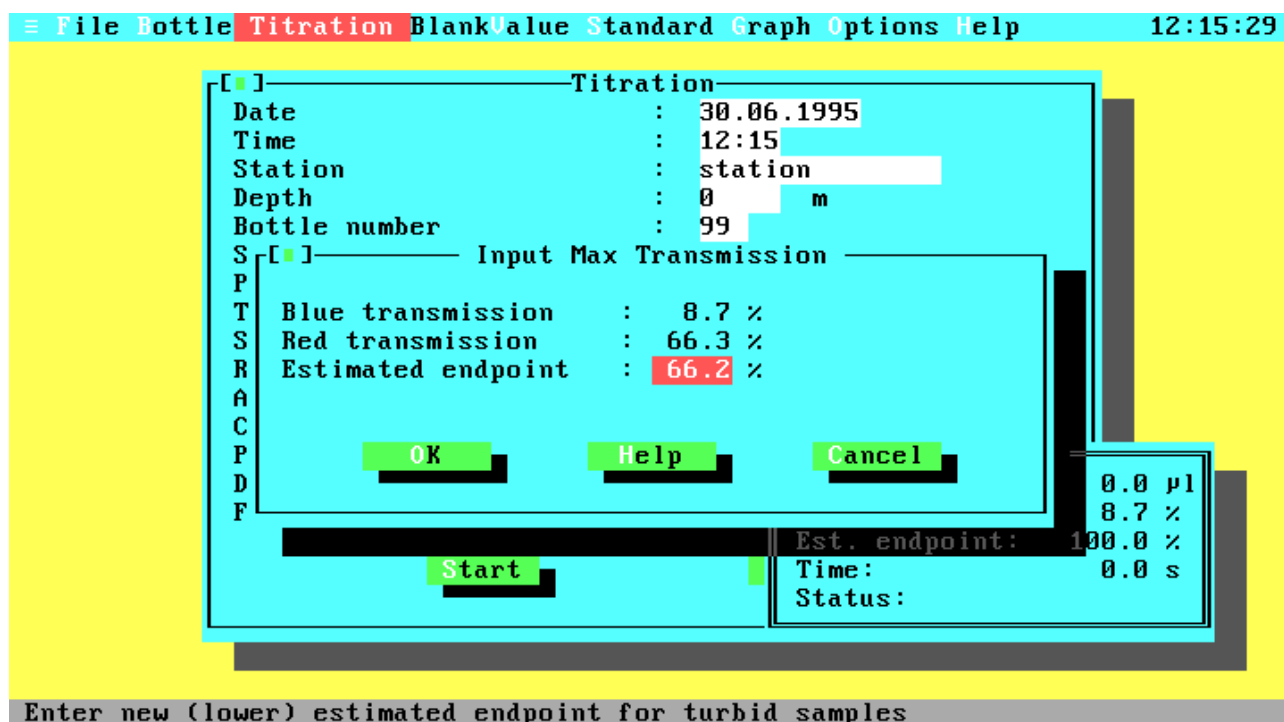 ≡ File Bottle Titration BlankValue Standard Graph Options Help 12:15:29
[■] Titration
Date : 30.06.1995
Time : 12:15
Station : station
Depth : 0 m
Bottle number : 99
S [■] Input Max Transmission
P
T Blue transmission : 8.7 %
S Red transmission : 66.3 %
R Estimated endpoint : 66.2 %
A
C
P OK Help Cancel
D 0.0 µl
F 8.7 %
Est. endpoint: 100.0 %
Start Time: 0.0 s
Status:
Enter new (lower) estimated endpoint for turbid samples